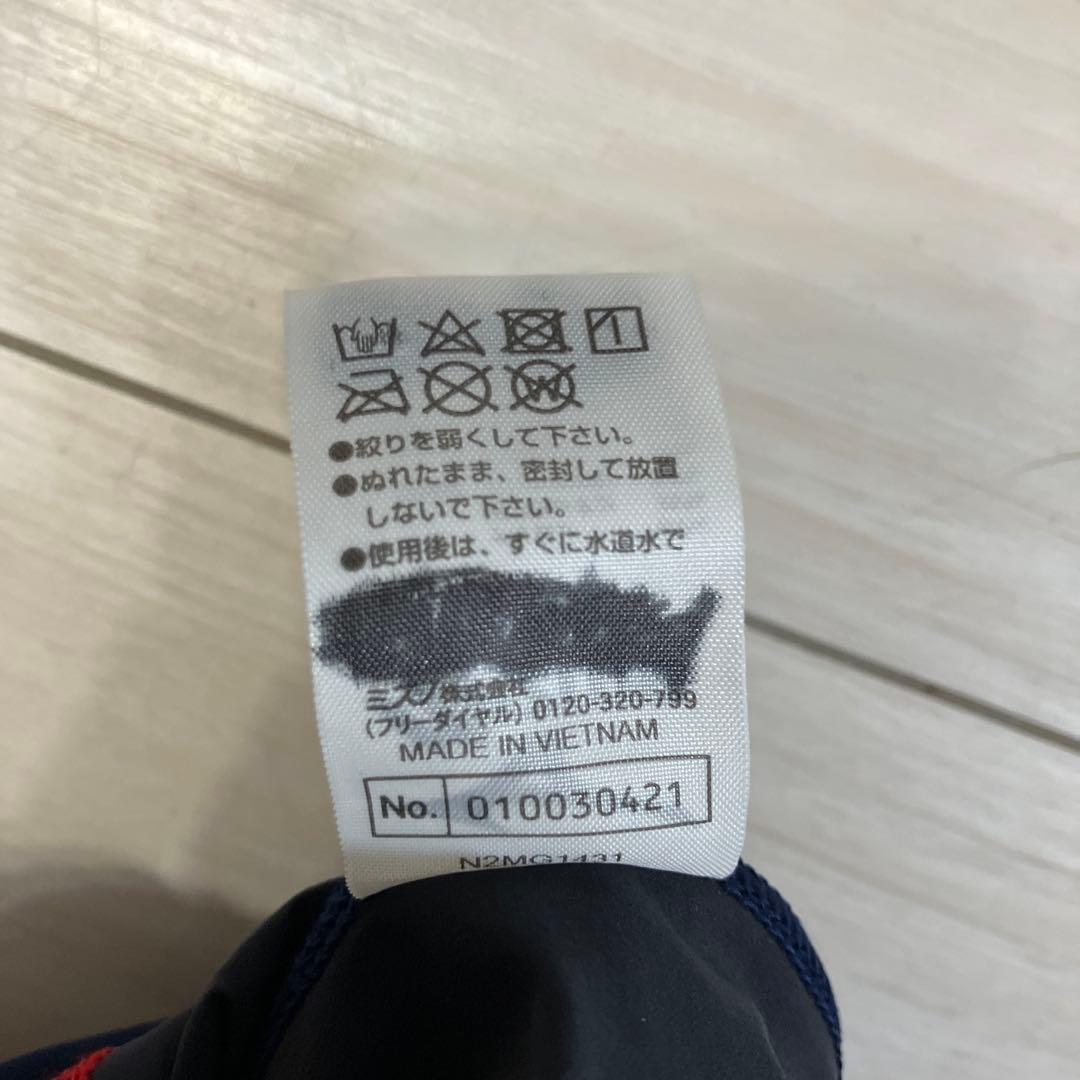 ●絞りを弱くして下さい。
●ぬれたまま、密封して放置
しないで下さい。
●使用後は、すぐに水道水で
ミズノ株式会社
(フリーダイヤル) 0120-320-799
MADE IN VIETNAM
No. 010030421
N2MG1431